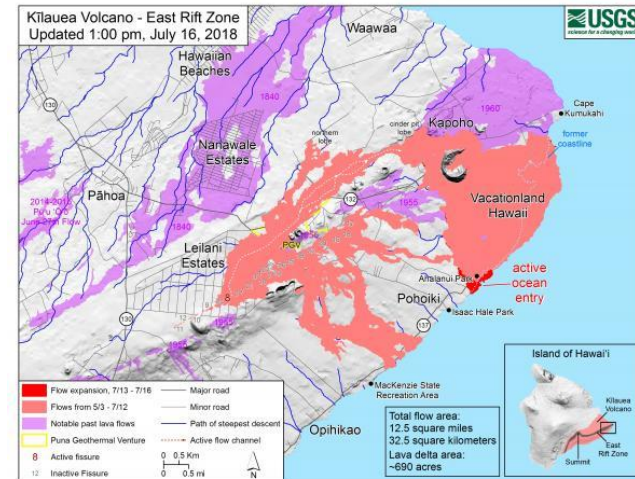 Kīlauea Volcano - East Rift Zone
Updated 1:00 pm, July 16, 2018
USGS
science for a changing world
Waawaa
Hawaiian
Beaches
130
1840
1960
Cape
Kumukahi
Kapoho
northern
lobe
cinder pit
lobe
former
coastline
Nanawale
Estates
Pāhoa
132
1955
Vacationland
Hawaii
2014-2015
June 27th Flow
1840
Leilani
Estates
PGV
Ahalanui Park
active
ocean
entry
Pohoiki
Isaac Hale Park
8
130
1955
137
MacKenzie State
Recreation Area
Opihikao
Flow expansion, 7/13 - 7/16
Flows from 5/3 - 7/12
Notable past lava flows
Puna Geothermal Venture
8 Active fissure
12 Inactive Fissure
Major road
Minor road
Path of steepest descent
Active flow channel
0 0.5 Km
0 0.5 mi
N
Total flow area:
12.5 square miles
32.5 square kilometers
Lava delta area:
~690 acres
Island of Hawai'i
Kīlauea
Volcano
Summit
East
Rift Zone